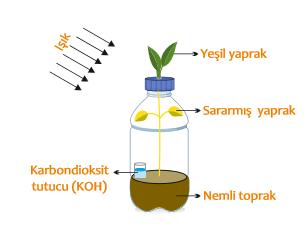 Işık
Yeşil yaprak
Sararmış yaprak
Karbondioksit
tutucu (KOH)
Nemli toprak